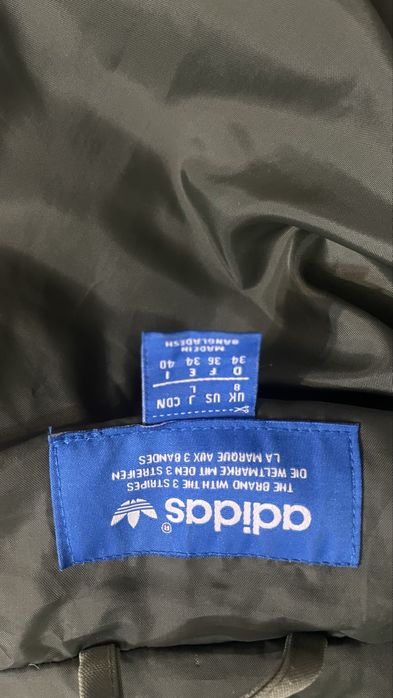 adidas®
THE BRAND WITH THE 3 STRIPES
DIE WELTMARKE MIT DEN 3 STREIFEN
LA MARQUE AUX 3 BANDES
UK US J CDN
8 L
D F E I
34 36 34 40
MADE IN
BANGLADESH